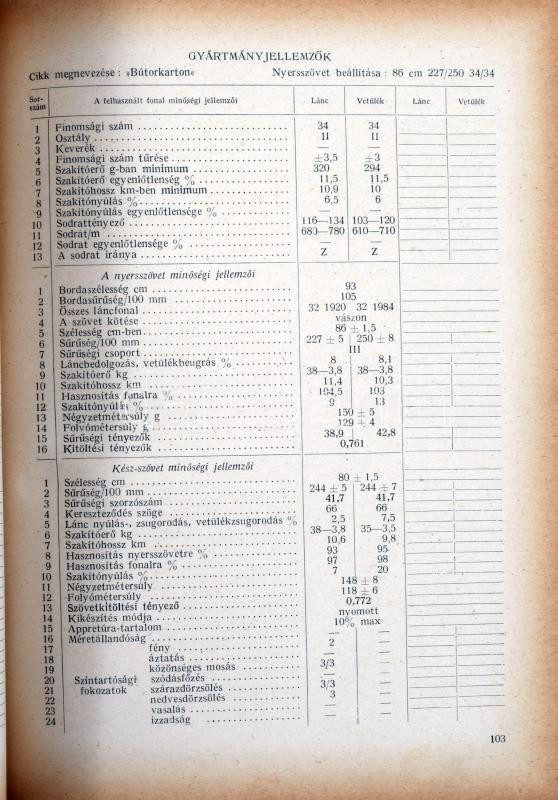 GYÁRTMÁNYJELLEMZŐK
Cikk megnevezése : »Bútorkarton« Nyersszövet beállítása : 86 cm 227/250 34/34
Sor-szám A felhasznált fonal minőségi jellemzői Lánc Vetülék Lánc Vetülék
1 Finomsági szám 34 34
2 Osztály II II
3 Keverék — —
4 Finomsági szám tűrése ±3,5 ±3
5 Szakítóerő g-ban minimum 320 294
6 Szakítóerő egyenlőtlenség % 11,5 11,5
7 Szakítóhossz km-ben minimum 10,9 10
8 Szakítónyúlás % 6,5 6
9 Szakítónyúlás egyenlőtlensége % — —
10 Sodrattényező 116—134 103—120
11 Sodrat/m 680—780 610—710
12 Sodrat egyenlőtlensége % — —
13 A sodrat iránya Z Z
A nyersszövet minőségi jellemzői
1 Bordaszélesség cm 93
2 Bordasűrűség/100 mm 105
3 Összes láncfonal 32 1920 32 1984
4 A szövet kötése vászon
5 Szélesség cm-ben 86 ± 1,5
6 Sűrűség/100 mm 227 ± 5 250 ± 8
7 Sűrűségi csoport III
8 Láncbedolgozás, vetülékbeugrás % 8 8,1
9 Szakítóerő kg 38—3,8 38—3,8
10 Szakítóhossz km 11,4 10,3
11 Hasznosítás fonalra % 104,5 103
12 Szakítónyúlás % 9 13
13 Négyzetmétersúly g 150 ± 5
14 Folyómétersúly g 129 ± 4
15 Sűrűségi tényezők 38,9 42,8
16 Kitöltési tényezők 0,761
Kész-szövet minőségi jellemzői
1 Szélesség cm 80 ± 1,5
2 Sűrűség/100 mm 244 ± 5 244 ± 7
3 Sűrűségi szorzószám 41,7 41,7
4 Kereszteződés szöge 66 66
5 Lánc nyúlás-, zsugorodás, vetülékzsugorodás % 2,5 7,5
6 Szakítóerő kg 38—3,8 35—3,5
7 Szakítóhossz km 10,6 9,8
8 Hasznosítás nyersszövetre % 93 95
9 Hasznosítás fonalra % 97 98
10 Szakítónyúlás % 7 20
11 Négyzetmétersúly 148 ± 8
12 Folyómétersúly 118 ± 6
13 Szövetkitöltési tényező 0,772
14 Kikészítés módja nyomott
15 Appretúra-tartalom 10% max
16 Méretállandóság — —
17 fény 2 —
18 áztatás — —
19 közönséges mosás 3/3 —
20 Színtartósági szódásfőzés — —
21 fokozatok szárazdörzsölés 3/3 —
22 nedvesdörzsölés 3 —
23 vasalás — —
24 izzadság — —
103